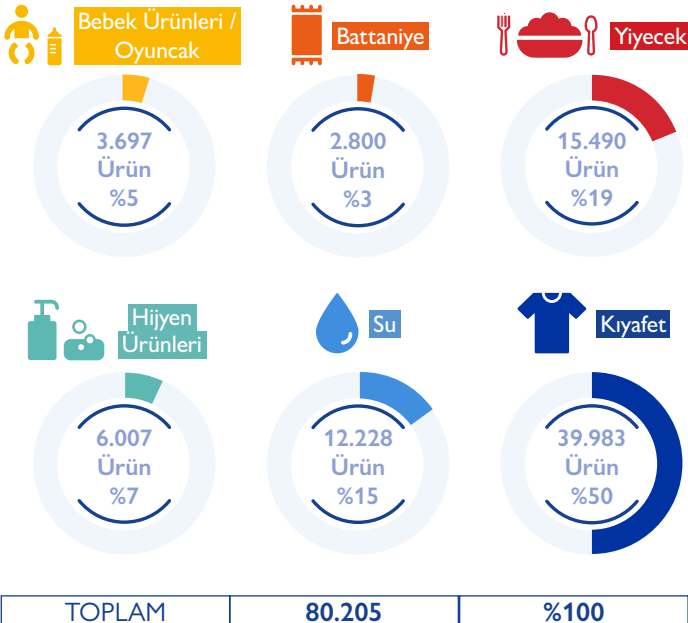 Bebek Ürünleri /
Oyuncak
Battaniye
Yiyecek
3.697
Ürün
%5
2.800
Ürün
%3
15.490
Ürün
%19
Hijyen
Ürünleri
Su
Kıyafet
6.007
Ürün
%7
12.228
Ürün
%15
39.983
Ürün
%50
TOPLAM 80.205 %100